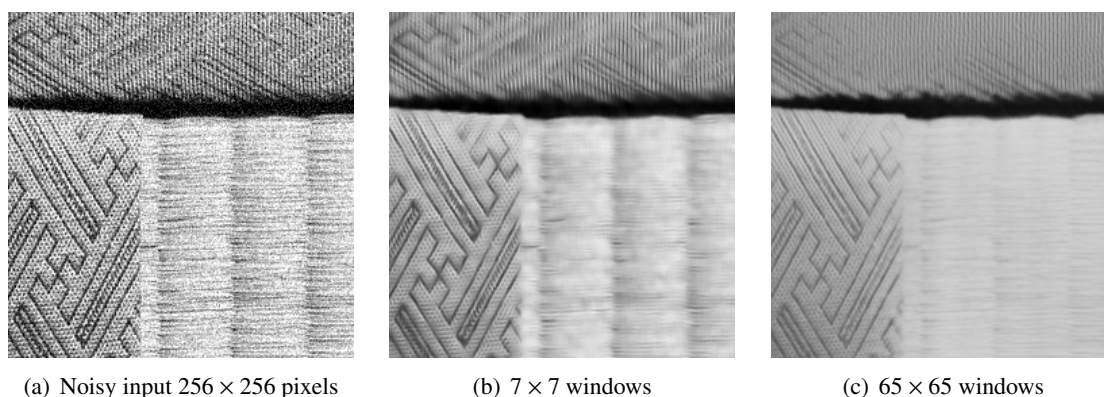 (a) Noisy input 256 × 256 pixels
(b) 7 × 7 windows
(c) 65 × 65 windows